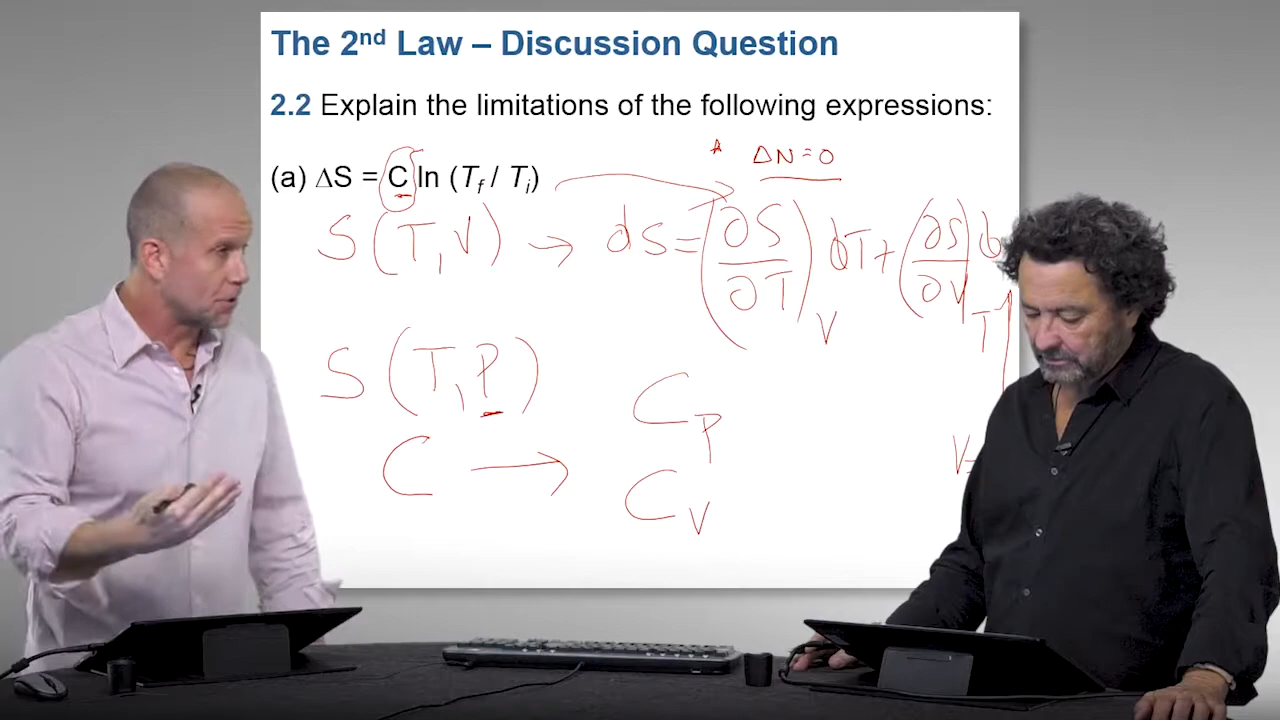 The 2nd Law – Discussion Question
2.2 Explain the limitations of the following expressions:
* ΔN=0
(a) ΔS = C ln (Tf / Ti)
S(T,V) → dS=(∂S/∂T)V dT+(∂S/∂V)T
S(T,P)
C → CP
CV
V=